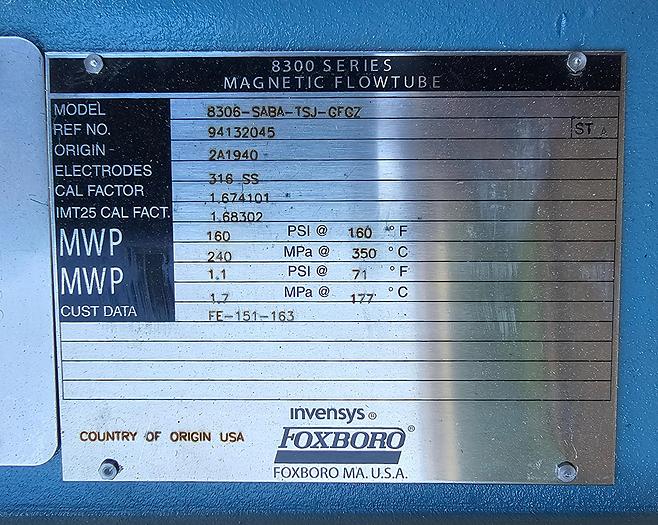 8300 SERIES
MAGNETIC FLOWTUBE
MODEL 8306-SABA-TSJ-GFGZ
REF NO. 94132045 ST A
ORIGIN 2A1940
ELECTRODES 316 SS
CAL FACTOR 1.674101
IMT25 CAL FACT. 1.68302
MWP 160 PSI @ 160 °F
240 MPa @ 350 °C
MWP 1.1 PSI @ 71 °F
1.7 MPa @ 177 °C
CUST DATA FE-151-163
invensys ®
COUNTRY OF ORIGIN USA
FOXBORO®
FOXBORO MA. U.S.A.